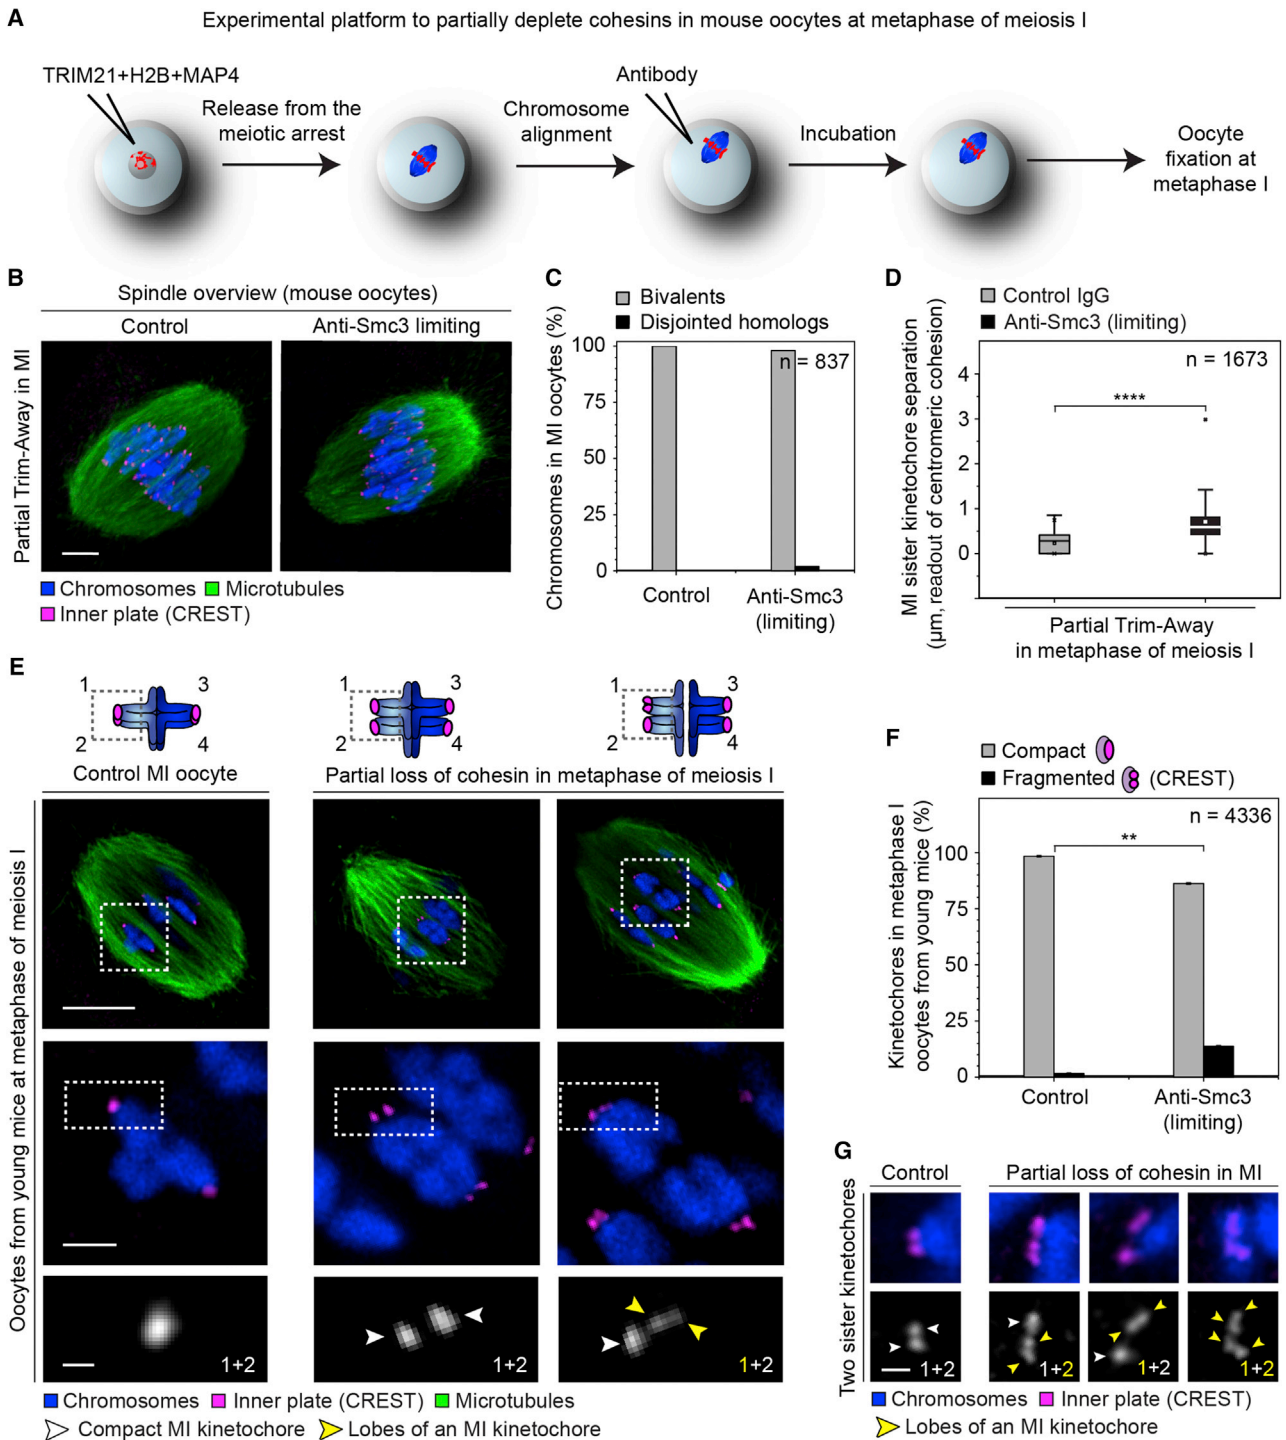 A
Experimental platform to partially deplete cohesins in mouse oocytes at metaphase of meiosis I
TRIM21+H2B+MAP4
Release from the
meiotic arrest
Chromosome
alignment
Antibody
Incubation
Oocyte
fixation at
metaphase I
B
Spindle overview (mouse oocytes)
Control
Anti-Smc3 limiting
Partial Trim-Away in MI
Chromosomes
Microtubules
Inner plate (CREST)
C
Bivalents
Disjointed homologs
n = 837
Chromosomes in MI oocytes (%)
100
75
50
25
0
Control
Anti-Smc3
(limiting)
D
Control IgG
Anti-Smc3 (limiting)
n = 1673
****
MI sister kinetochore separation
(µm, readout of centromeric cohesion)
4
3
2
1
0
Partial Trim-Away
in metaphase of meiosis I
E
1
3
2
4
1
3
2
4
1
3
2
4
Control MI oocyte
Partial loss of cohesin in metaphase of meiosis I
Oocytes from young mice at metaphase of meiosis I
1+2
1+2
1+2
Chromosomes
Inner plate (CREST)
Microtubules
Compact MI kinetochore
Lobes of an MI kinetochore
F
Compact
Fragmented
(CREST)
n = 4336
**
Kinetochores in metaphase I
oocytes from young mice (%)
100
75
50
25
0
Control
Anti-Smc3
(limiting)
G
Control
Partial loss of cohesin in MI
Two sister kinetochores
1+2
1+2
1+2
1+2
Chromosomes
Inner plate (CREST)
Lobes of an MI kinetochore